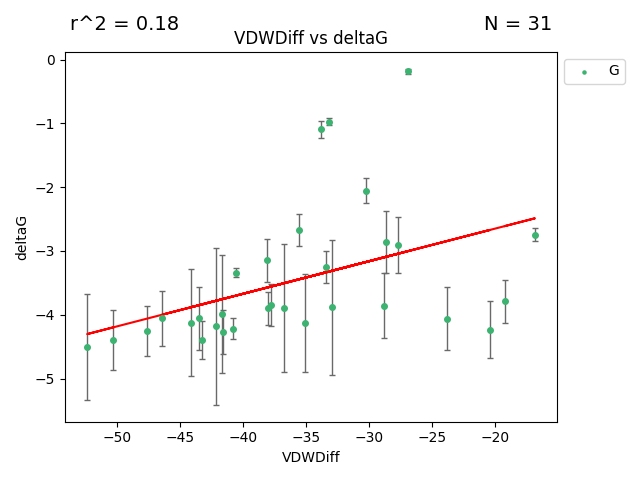 r^2 = 0.18
N = 31
VDWDiff vs deltaG
G
0
−1
−2
−3
−4
−5
deltaG
−50
−45
−40
−35
−30
−25
−20
VDWDiff